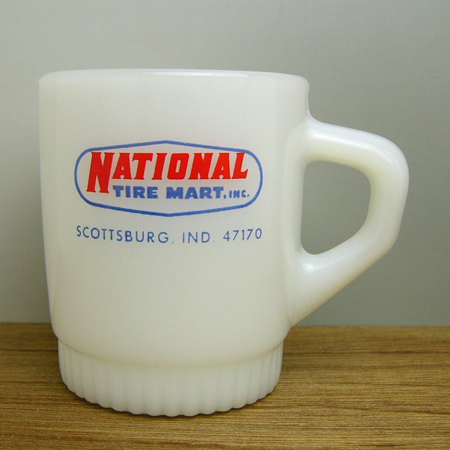 NATIONAL
TIRE MART, INC.
SCOTTSBURG, IND. 47170